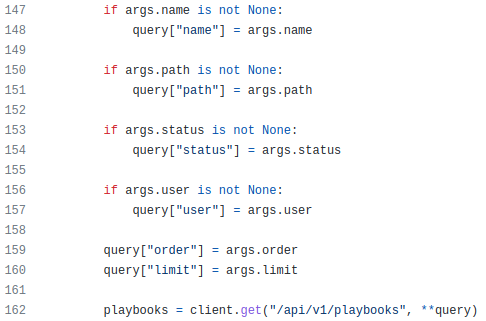 147 if args.name is not None:
148 query["name"] = args.name
149
150 if args.path is not None:
151 query["path"] = args.path
152
153 if args.status is not None:
154 query["status"] = args.status
155
156 if args.user is not None:
157 query["user"] = args.user
158
159 query["order"] = args.order
160 query["limit"] = args.limit
161
162 playbooks = client.get("/api/v1/playbooks", **query)